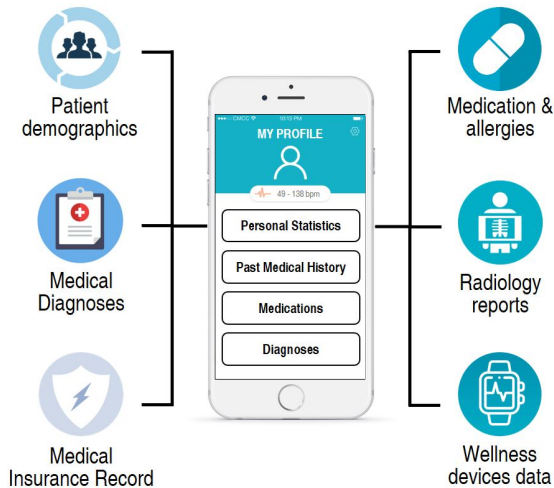 Patient
demographics
Medical
Diagnoses
Medical
Insurance Record
CMCC
10:13 PM
MY PROFILE
49 - 138 bpm
Personal Statistics
Past Medical History
Medications
Diagnoses
Medication &
allergies
Radiology
reports
Wellness
devices data